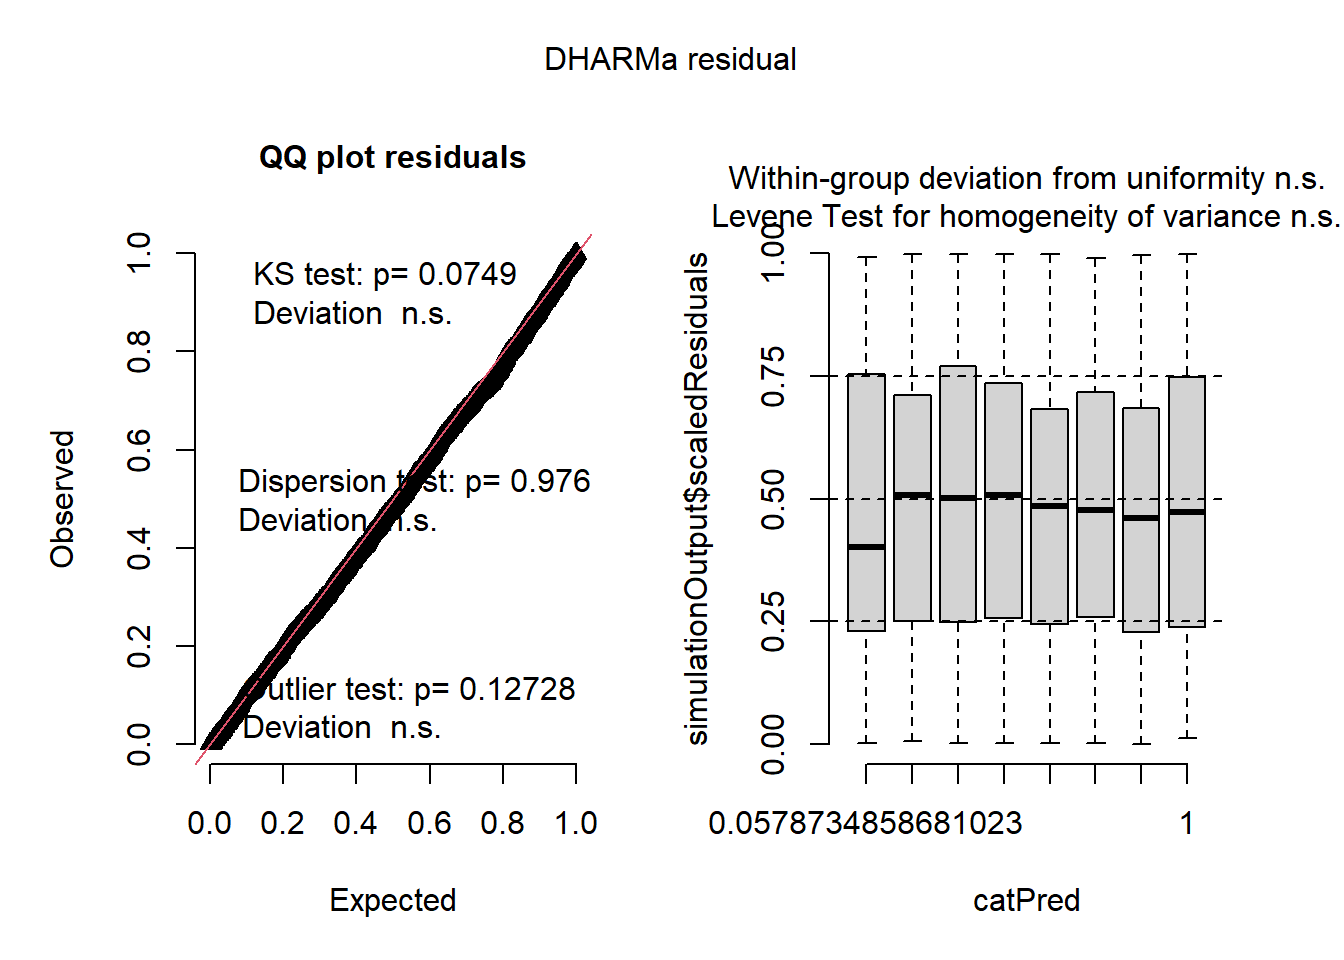 DHARMa residual
QQ plot residuals
KS test: p= 0.0749
Deviation  n.s.
Dispersion test: p= 0.976
Deviation  n.s.
Outlier test: p= 0.12728
Deviation  n.s.
Observed
0.0 0.2 0.4 0.6 0.8 1.0
0.0 0.2 0.4 0.6 0.8 1.0
Expected
Within-group deviation from uniformity n.s.
Levene Test for homogeneity of variance n.s.
simulationOutput$scaledResiduals
0.00 0.25 0.50 0.75 1.00
0.0578734858681023 1
catPred